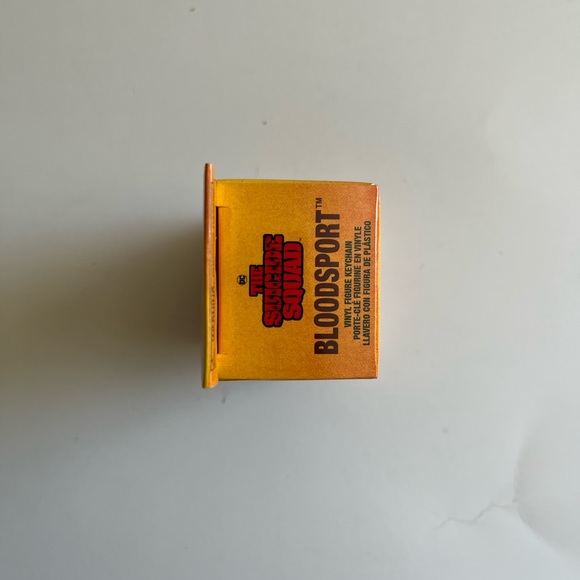 DC
THE
SUICIDE
SQUAD
BLOODSPORT™
VINYL FIGURE KEYCHAIN
PORTE-CLÉ FIGURINE EN VINYLE
LLAVERO CON FIGURA DE PLÁSTICO